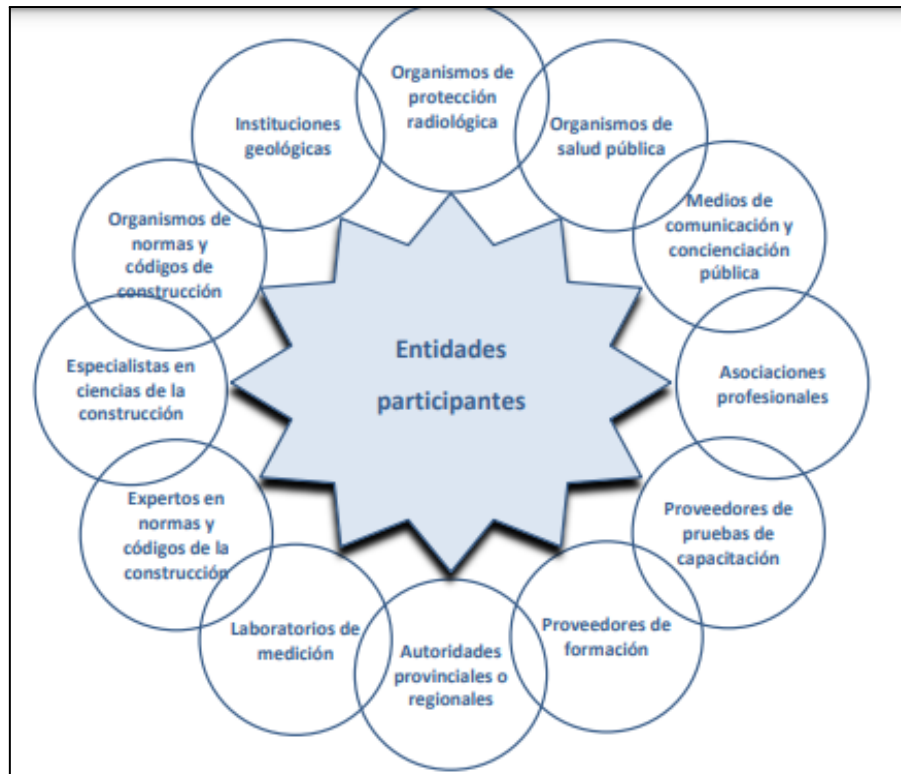 Organismos de
protección
radiológica
Organismos de
salud pública
Medios de
comunicación y
concienciación
pública
Asociaciones
profesionales
Proveedores de
pruebas de
capacitación
Proveedores de
formación
Autoridades
provinciales o
regionales
Laboratorios de
medición
Expertos en
normas y
códigos de la
construcción
Especialistas en
ciencias de la
construcción
Organismos de
normas y
códigos de
construcción
Instituciones
geológicas
Entidades
participantes